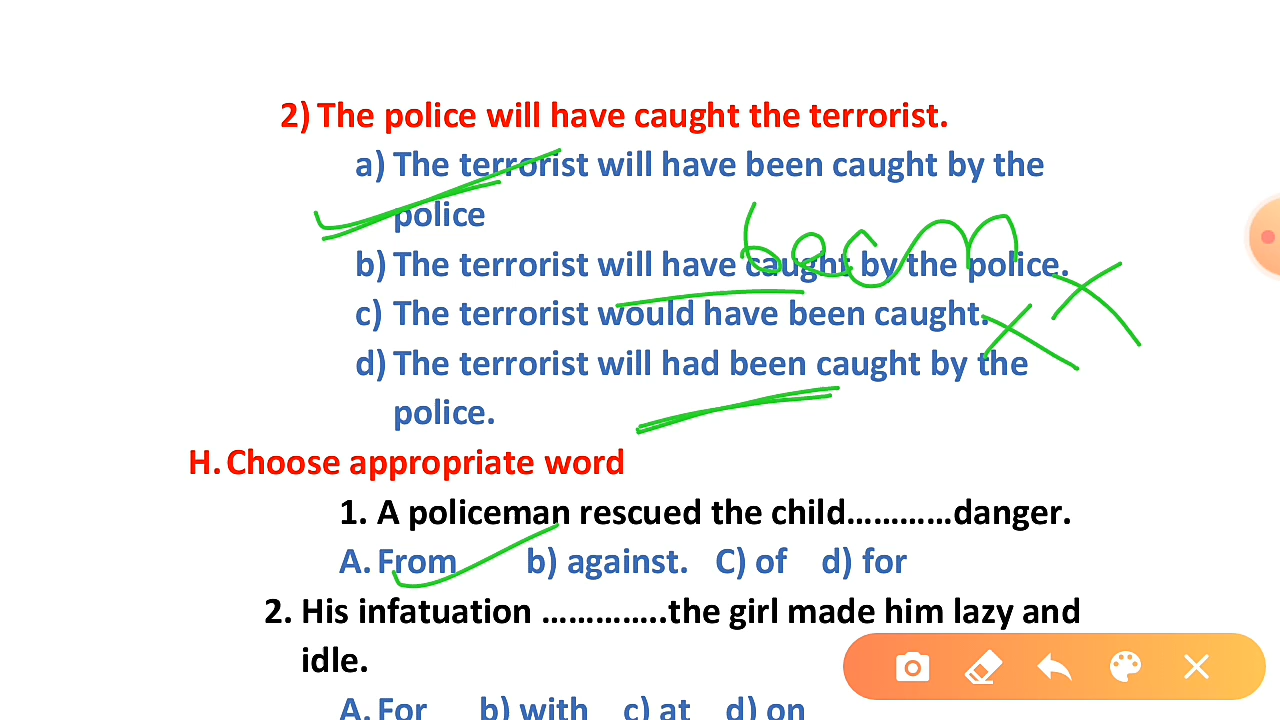 2) The police will have caught the terrorist.
a) The terrorist will have been caught by the
police
b) The terrorist will have caught by the police.
c) The terrorist would have been caught.
d) The terrorist will had been caught by the
police.
H. Choose appropriate word
1. A policeman rescued the child…………danger.
A. From b) against. C) of d) for
2. His infatuation …………..the girl made him lazy and
idle.
A. For b) with c) at d) on